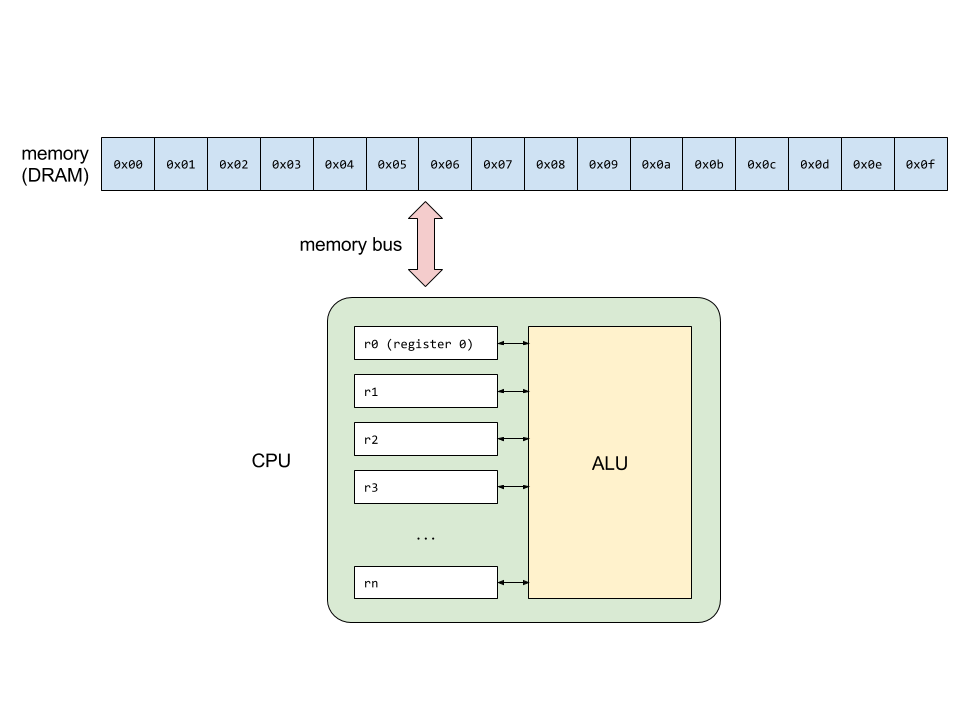 memory
(DRAM)
0x00 0x01 0x02 0x03 0x04 0x05 0x06 0x07 0x08 0x09 0x0a 0x0b 0x0c 0x0d 0x0e 0x0f
memory bus
CPU
r0 (register 0)
r1
r2
r3
...
rn
ALU